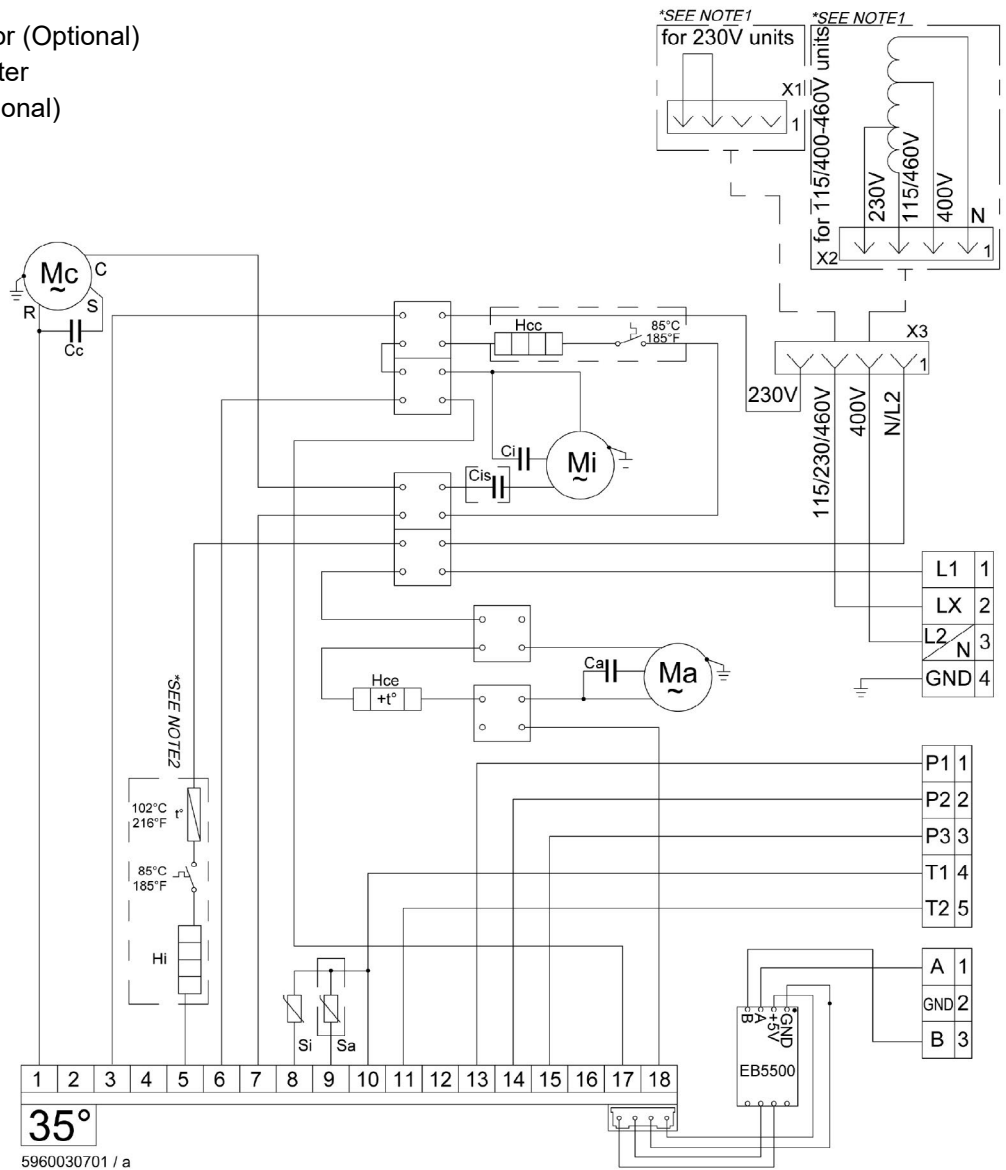 or (Optional)
ter
onal)
*SEE NOTE1
for 230V units
X1
1
*SEE NOTE1
for 115/400-460V units
230V
115/460V
400V
N
X2
1
Mc
~
C
R
S
Cc
Hcc
85°C
185°F
X3
1
230V
115/230/460V
400V
N/L2
Ci
Mi
~
Cis
L1 1
LX 2
L2/N 3
GND 4
Hce
+t°
Ca
Ma
~
*SEE NOTE2
102°C
216°F
t°
85°C
185°F
Hi
P1 1
P2 2
P3 3
T1 4
T2 5
Si
Sa
A 1
GND 2
B 3
B
A
+5V
GND
EB5500
1 2 3 4 5 6 7 8 9 10 11 12 13 14 15 16 17 18
35°
5960030701 / a